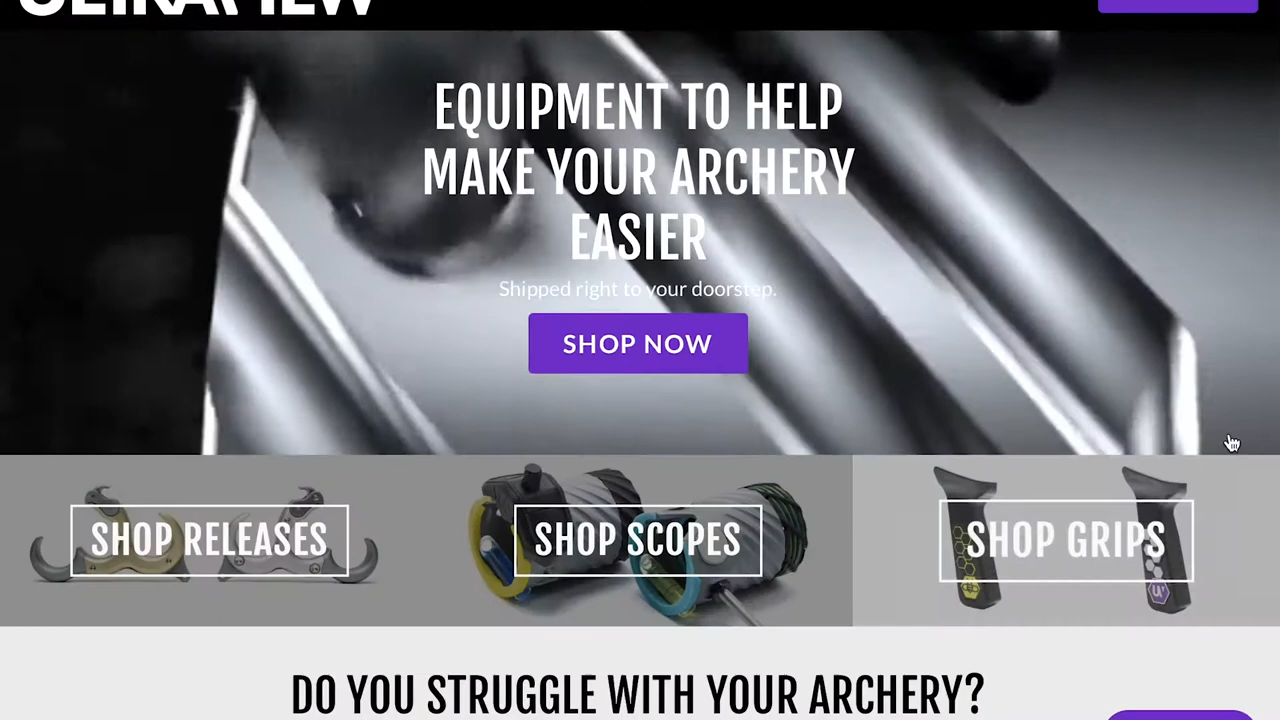 EQUIPMENT TO HELP
MAKE YOUR ARCHERY
EASIER
Shipped right to your doorstep.
SHOP NOW
SHOP RELEASES
SHOP SCOPES
SHOP GRIPS
DO YOU STRUGGLE WITH YOUR ARCHERY?